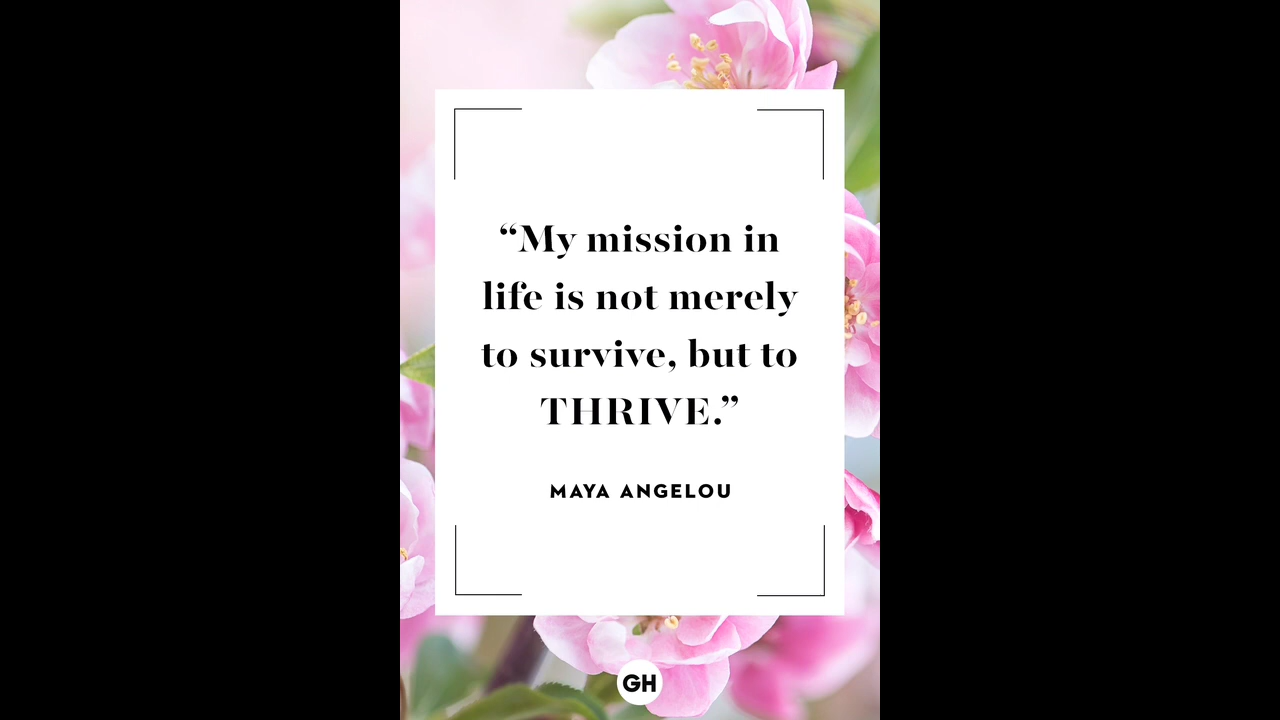 “My mission in
life is not merely
to survive, but to
THRIVE.”
MAYA ANGELOU
GH